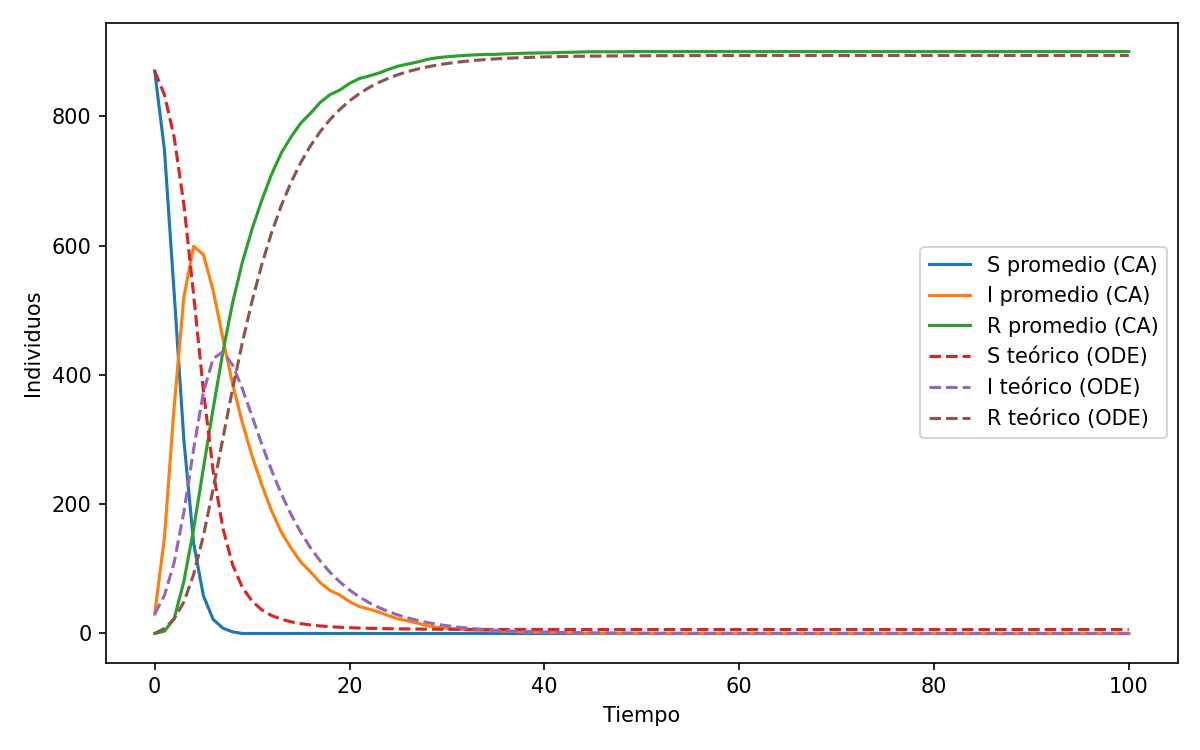 800
600
400
200
0
Individuos
0 20 40 60 80 100
Tiempo
S promedio (CA)
I promedio (CA)
R promedio (CA)
S teórico (ODE)
I teórico (ODE)
R teórico (ODE)